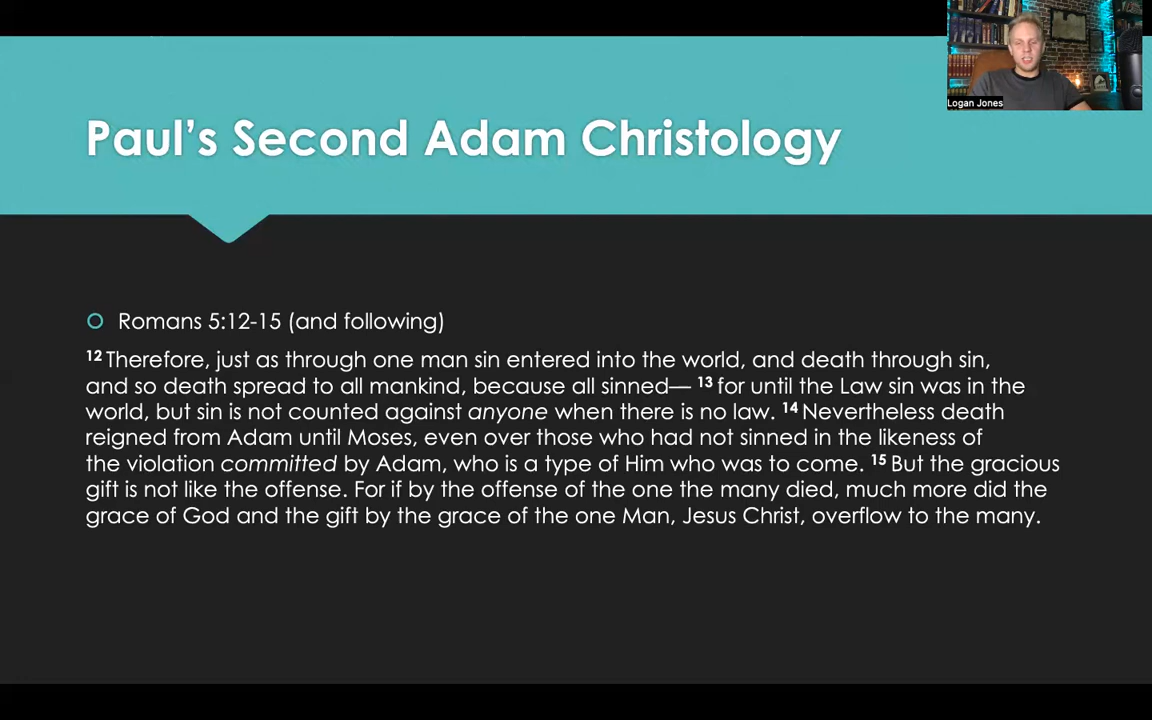 Logan Jones
Paul’s Second Adam Christology
Romans 5:12-15 (and following)
12 Therefore, just as through one man sin entered into the world, and death through sin,
and so death spread to all mankind, because all sinned— 13 for until the Law sin was in the
world, but sin is not counted against anyone when there is no law. 14 Nevertheless death
reigned from Adam until Moses, even over those who had not sinned in the likeness of
the violation committed by Adam, who is a type of Him who was to come. 15 But the gracious
gift is not like the offense. For if by the offense of the one the many died, much more did the
grace of God and the gift by the grace of the one Man, Jesus Christ, overflow to the many.